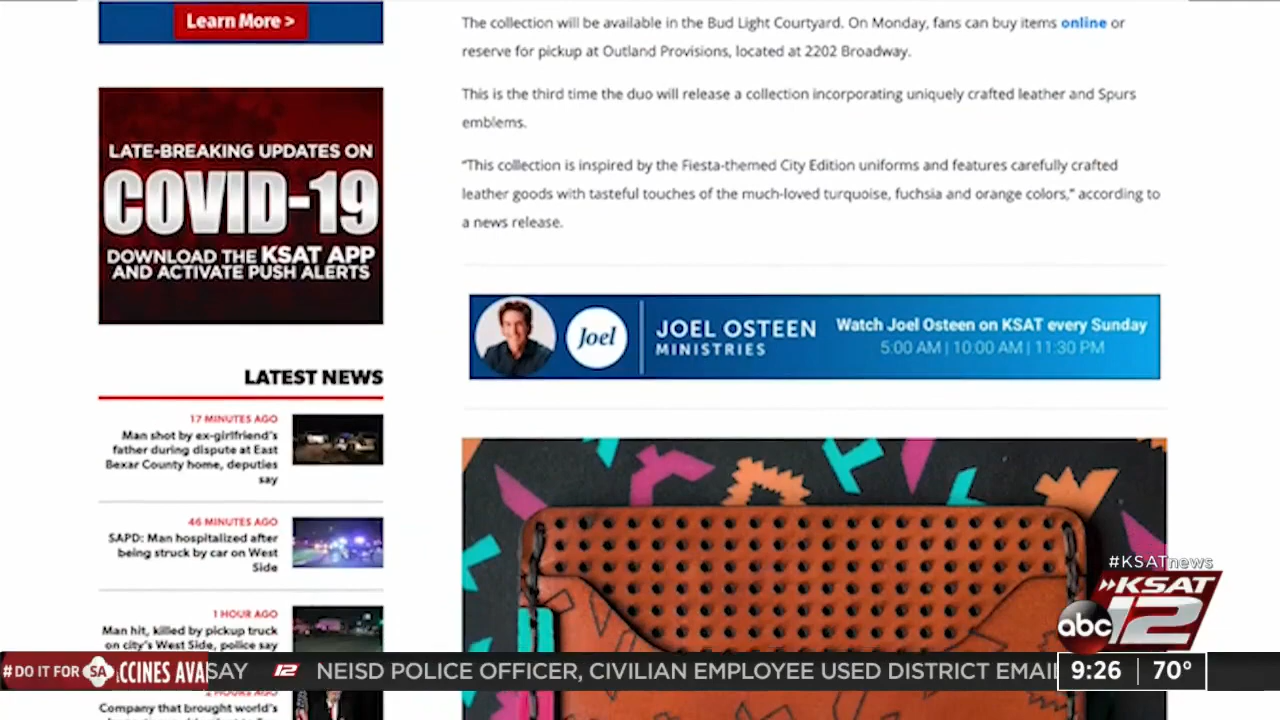 Learn More >
LATE-BREAKING UPDATES ON
COVID-19
DOWNLOAD THE KSAT APP
AND ACTIVATE PUSH ALERTS
LATEST NEWS
17 MINUTES AGO
Man shot by ex-girlfriend's
father during dispute at East
Bexar County home, deputies
say
46 MINUTES AGO
SAPD: Man hospitalized after
being struck by car on West
Side
1 HOUR AGO
Man hit, killed by pickup truck
on city's West Side, police say
2 HOURS AGO
Company that brought world's
The collection will be available in the Bud Light Courtyard. On Monday, fans can buy items online or
reserve for pickup at Outland Provisions, located at 2202 Broadway.
This is the third time the duo will release a collection incorporating uniquely crafted leather and Spurs
emblems.
“This collection is inspired by the Fiesta-themed City Edition uniforms and features carefully crafted
leather goods with tasteful touches of the much-loved turquoise, fuchsia and orange colors,” according to
a news release.
Joel
JOEL OSTEEN
MINISTRIES
Watch Joel Osteen on KSAT every Sunday
5:00 AM | 10:00 AM | 11:30 PM
#KSATnews
KSAT
abc 12
#DO IT FOR SA CCINES AVA SAY 12 NEISD POLICE OFFICER, CIVILIAN EMPLOYEE USED DISTRICT EMAI
9:26 70°